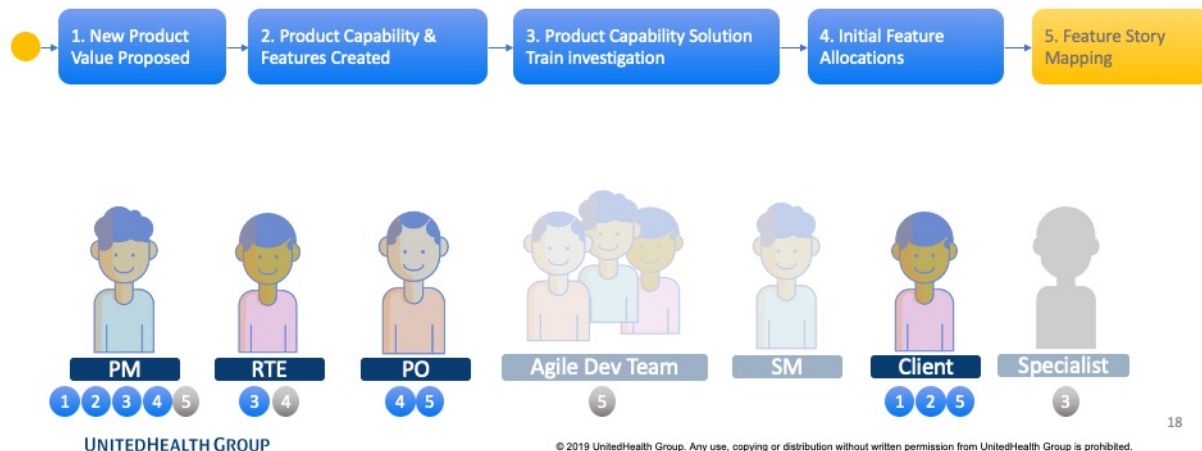 1. New Product
Value Proposed
2. Product Capability &
Features Created
3. Product Capability Solution
Train investigation
4. Initial Feature
Allocations
5. Feature Story
Mapping
PM
RTE
PO
Agile Dev Team
SM
Client
Specialist
1 2 3 4 5
3 4
4 5
5
1 2 5
3
18
UNITEDHEALTH GROUP
© 2019 UnitedHealth Group. Any use, copying or distribution without written permission from UnitedHealth Group is prohibited.